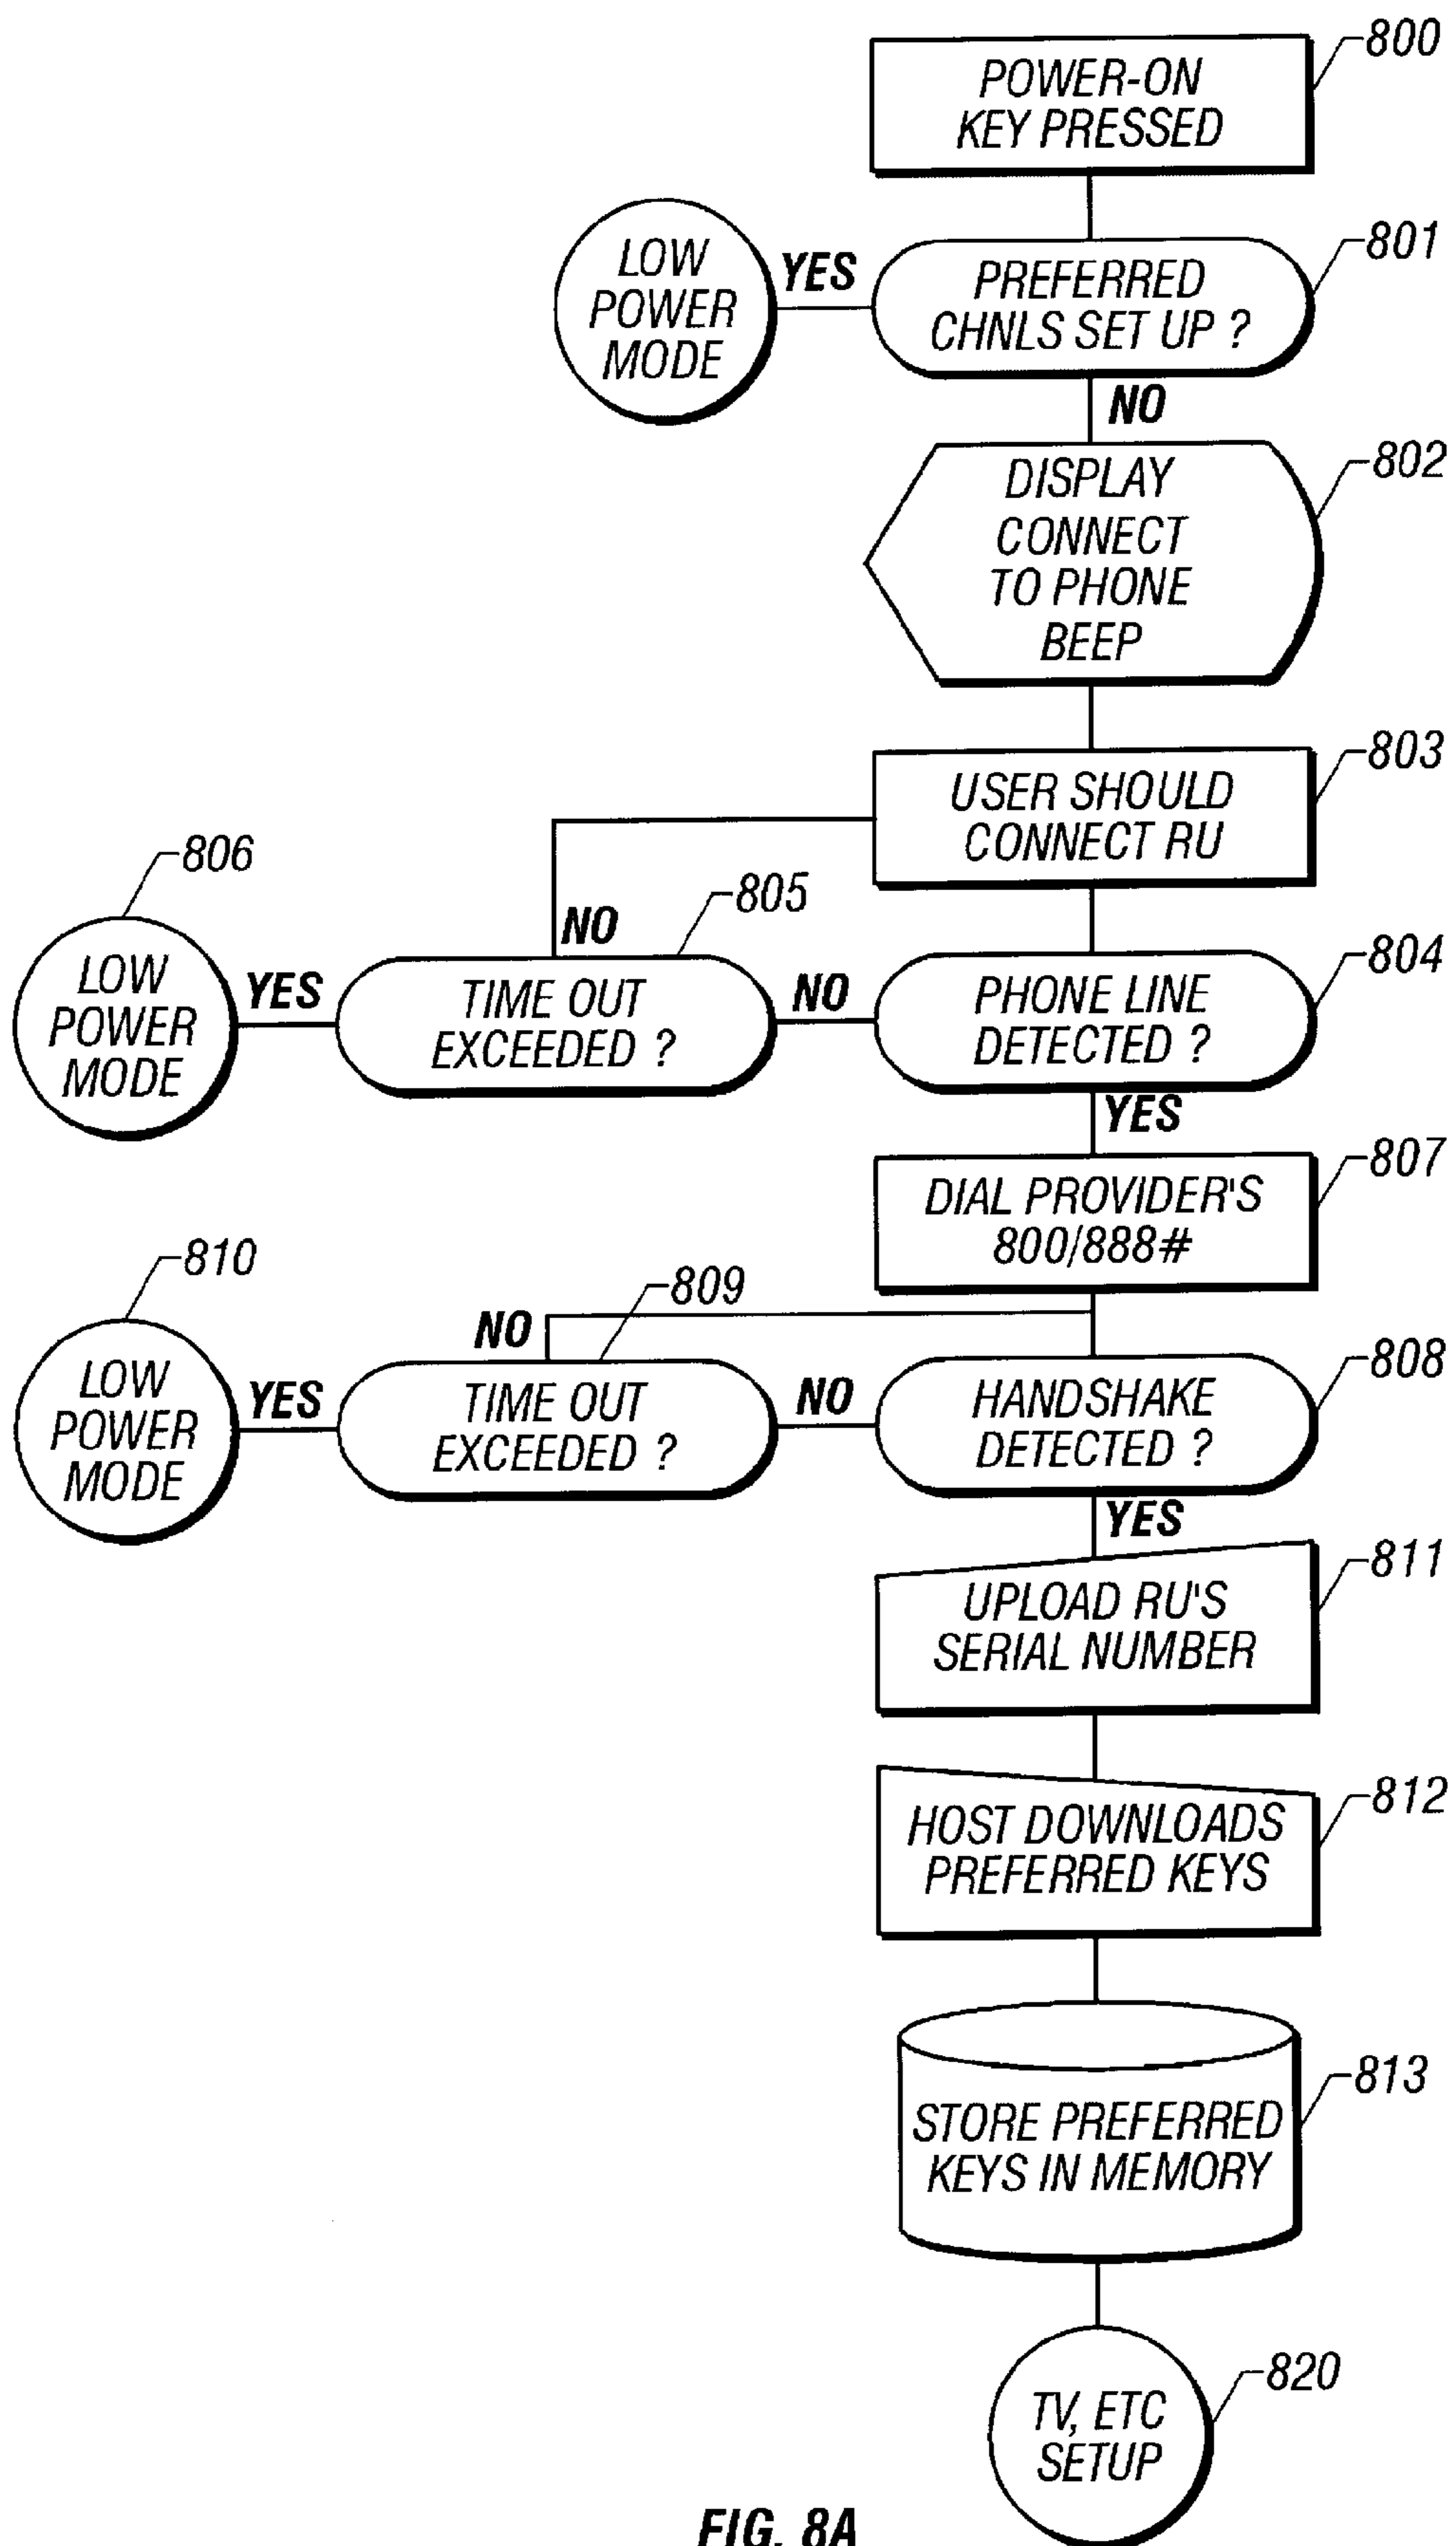 800
POWER-ON
KEY PRESSED
801
LOW
POWER
MODE
YES
PREFERRED
CHNLS SET UP ?
NO
802
DISPLAY
CONNECT
TO PHONE
BEEP
803
USER SHOULD
CONNECT RU
806
805
NO
804
LOW
POWER
MODE
YES
TIME OUT
EXCEEDED ?
NO
PHONE LINE
DETECTED ?
YES
807
DIAL PROVIDER'S
800/888#
810
809
NO
808
LOW
POWER
MODE
YES
TIME OUT
EXCEEDED ?
NO
HANDSHAKE
DETECTED ?
YES
811
UPLOAD RU'S
SERIAL NUMBER
812
HOST DOWNLOADS
PREFERRED KEYS
813
STORE PREFERRED
KEYS IN MEMORY
820
TV, ETC
SETUP
FIG. 8A